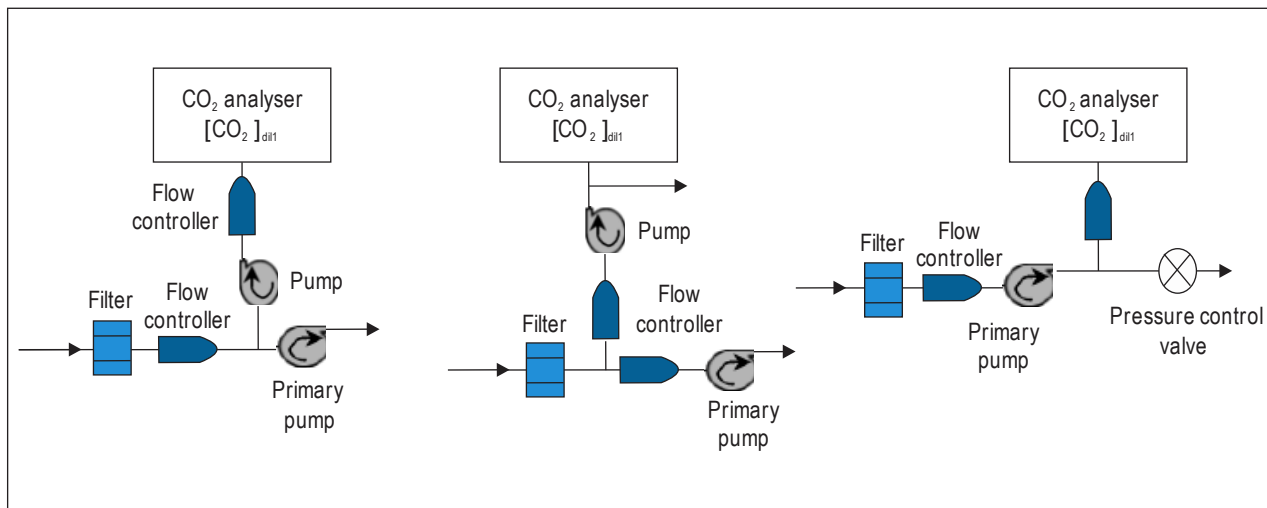 CO₂ analyser
[CO₂ ]dil1
Flow
controller
Pump
Filter
Flow
controller
Primary
pump
CO₂ analyser
[CO₂ ]dil1
Pump
Filter
Flow
controller
Primary
pump
CO₂ analyser
[CO₂ ]dil1
Filter
Flow
controller
Primary
pump
Pressure control
valve